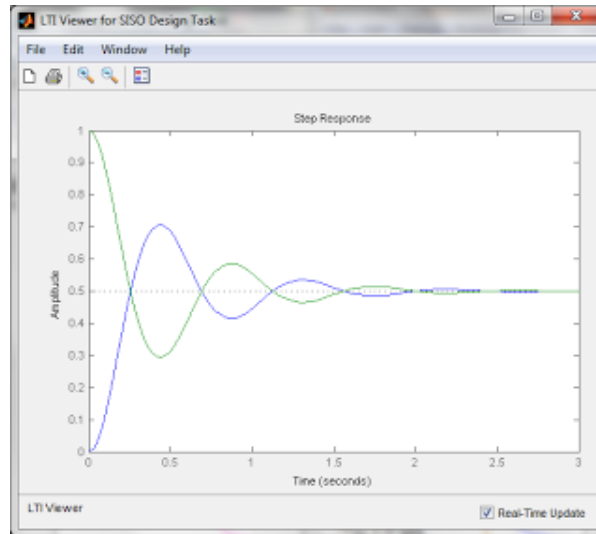 LTI Viewer for SISO Design Task
File Edit Window Help
Step Response
1
0.9
0.8
0.7
0.6
0.5
0.4
0.3
0.2
0.1
0
Amplitude
0 0.5 1 1.5 2 2.5 3
Time (seconds)
LTI Viewer
Real-Time Update